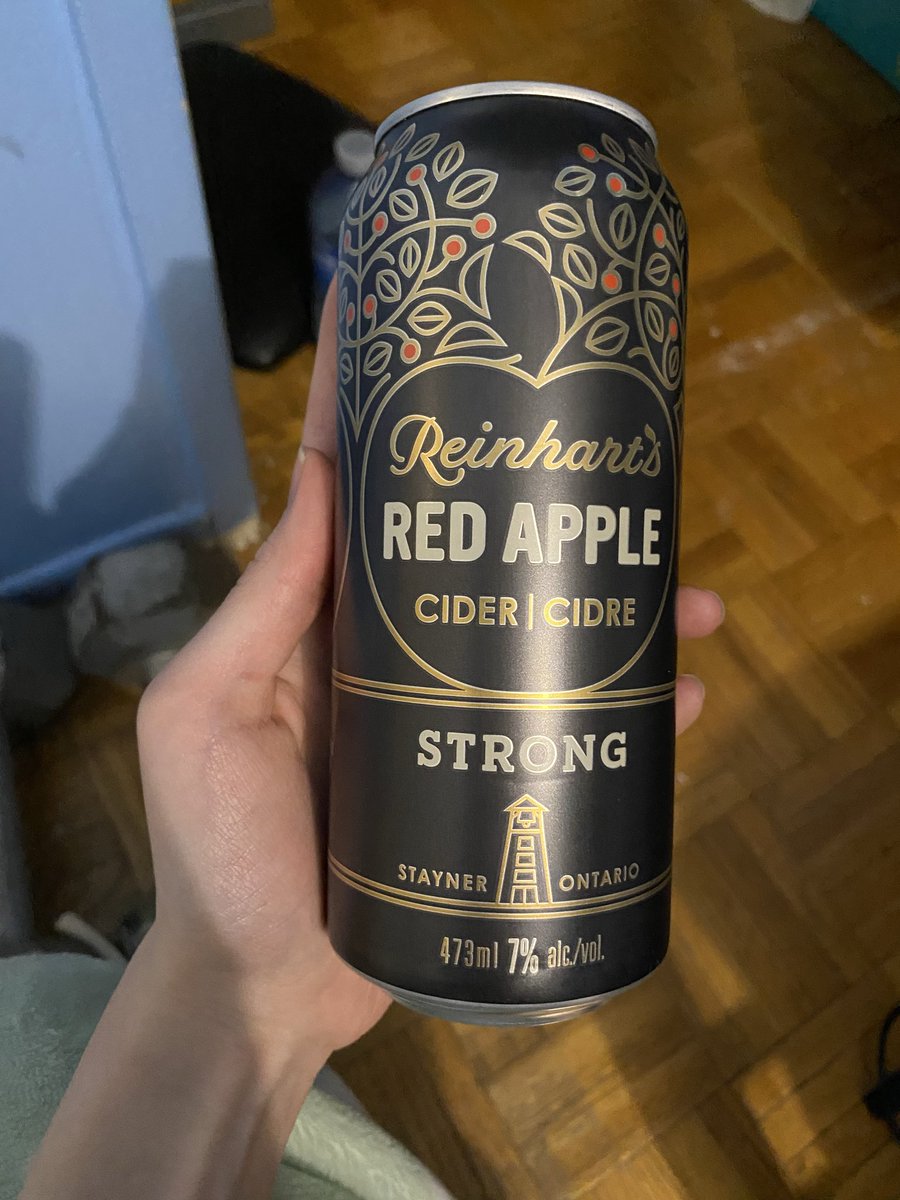 Reinhart's
RED APPLE
CIDER | CIDRE
STRONG
STAYNER ONTARIO
473ml 7% alc./vol.